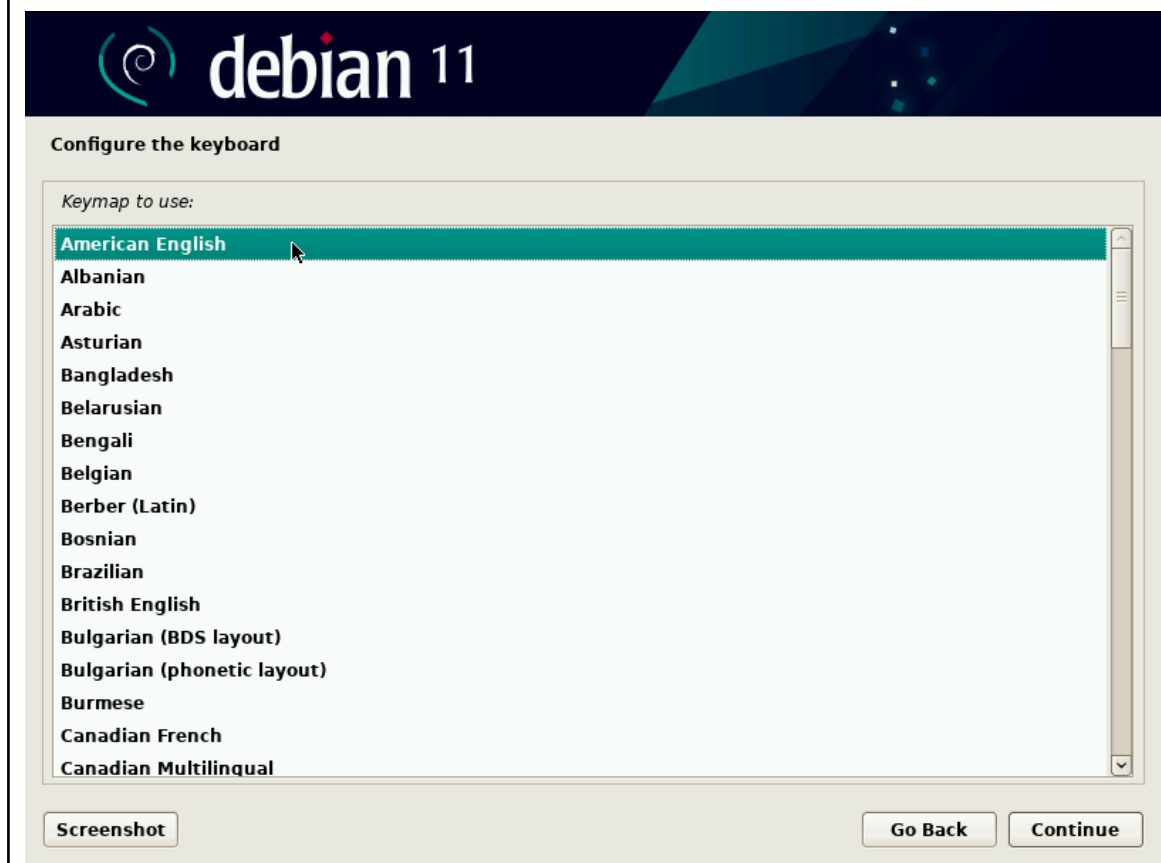 debian 11
Configure the keyboard
Keymap to use:
American English
Albanian
Arabic
Asturian
Bangladesh
Belarusian
Bengali
Belgian
Berber (Latin)
Bosnian
Brazilian
British English
Bulgarian (BDS layout)
Bulgarian (phonetic layout)
Burmese
Canadian French
Canadian Multilingual
Screenshot
Go Back
Continue